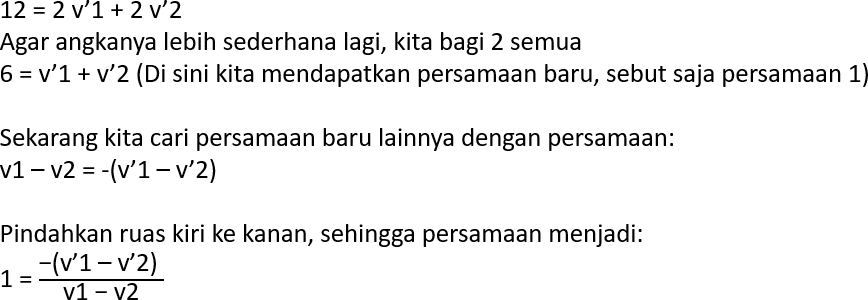 12 = 2 v’1 + 2 v’2
Agar angkanya lebih sederhana lagi, kita bagi 2 semua
6 = v’1 + v’2 (Di sini kita mendapatkan persamaan baru, sebut saja persamaan 1)
Sekarang kita cari persamaan baru lainnya dengan persamaan:
v1 – v2 = -(v’1 – v’2)
Pindahkan ruas kiri ke kanan, sehingga persamaan menjadi:
1 = −(v’1 – v’2) / v1 − v2